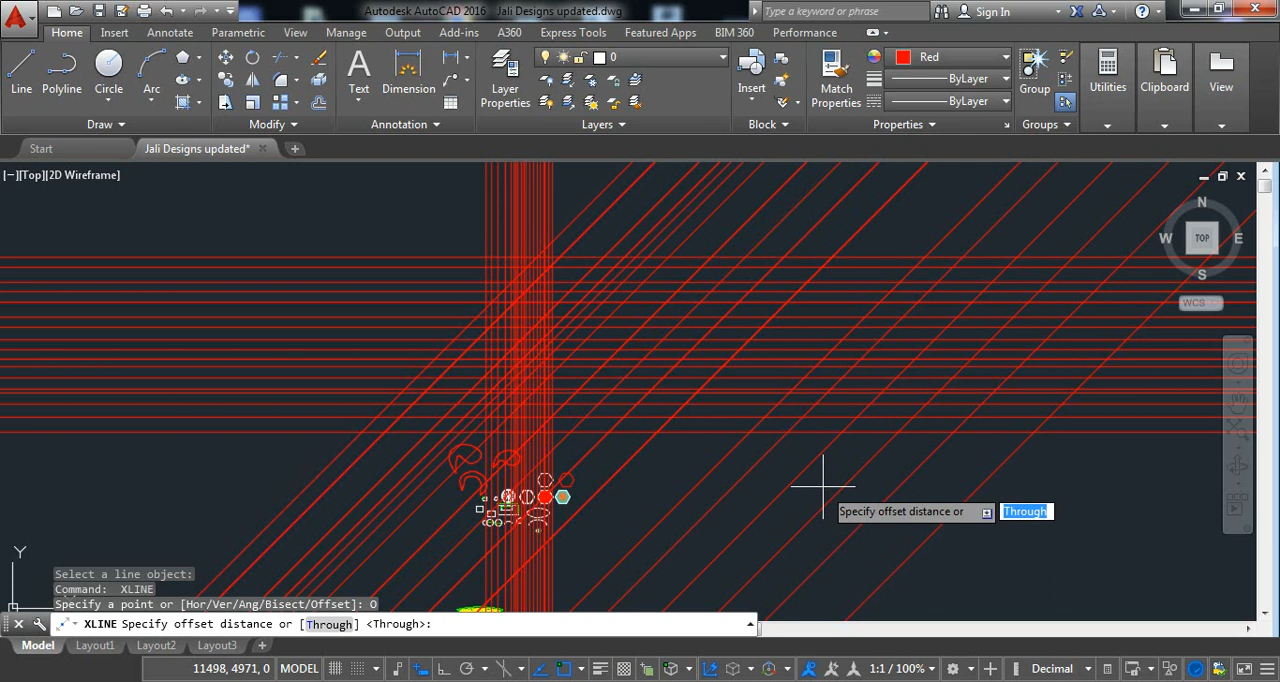 Autodesk AutoCAD 2016    Jali Designs updated.dwg
Type a keyword or phrase
Sign In
Home Insert Annotate Parametric View Manage Output Add-ins A360 Express Tools Featured Apps BIM 360 Performance
Line Polyline Circle Arc
Text Dimension
Layer Properties
0
Insert
Match Properties
Red
ByLayer
ByLayer
Group
Utilities
Clipboard
View
Draw
Modify
Annotation
Layers
Block
Properties
Groups
Start
Jali Designs updated*
[−][Top][2D Wireframe]
N
W TOP E
S
WCS
Specify offset distance or
Through
Y
Select a line object:
Command:  XLINE
Specify a point or [Hor/Ver/Ang/Bisect/Offset]: O
XLINE Specify offset distance or [Through] <Through>:
Model Layout1 Layout2 Layout3
11498, 4971, 0 MODEL 1:1 / 100% Decimal